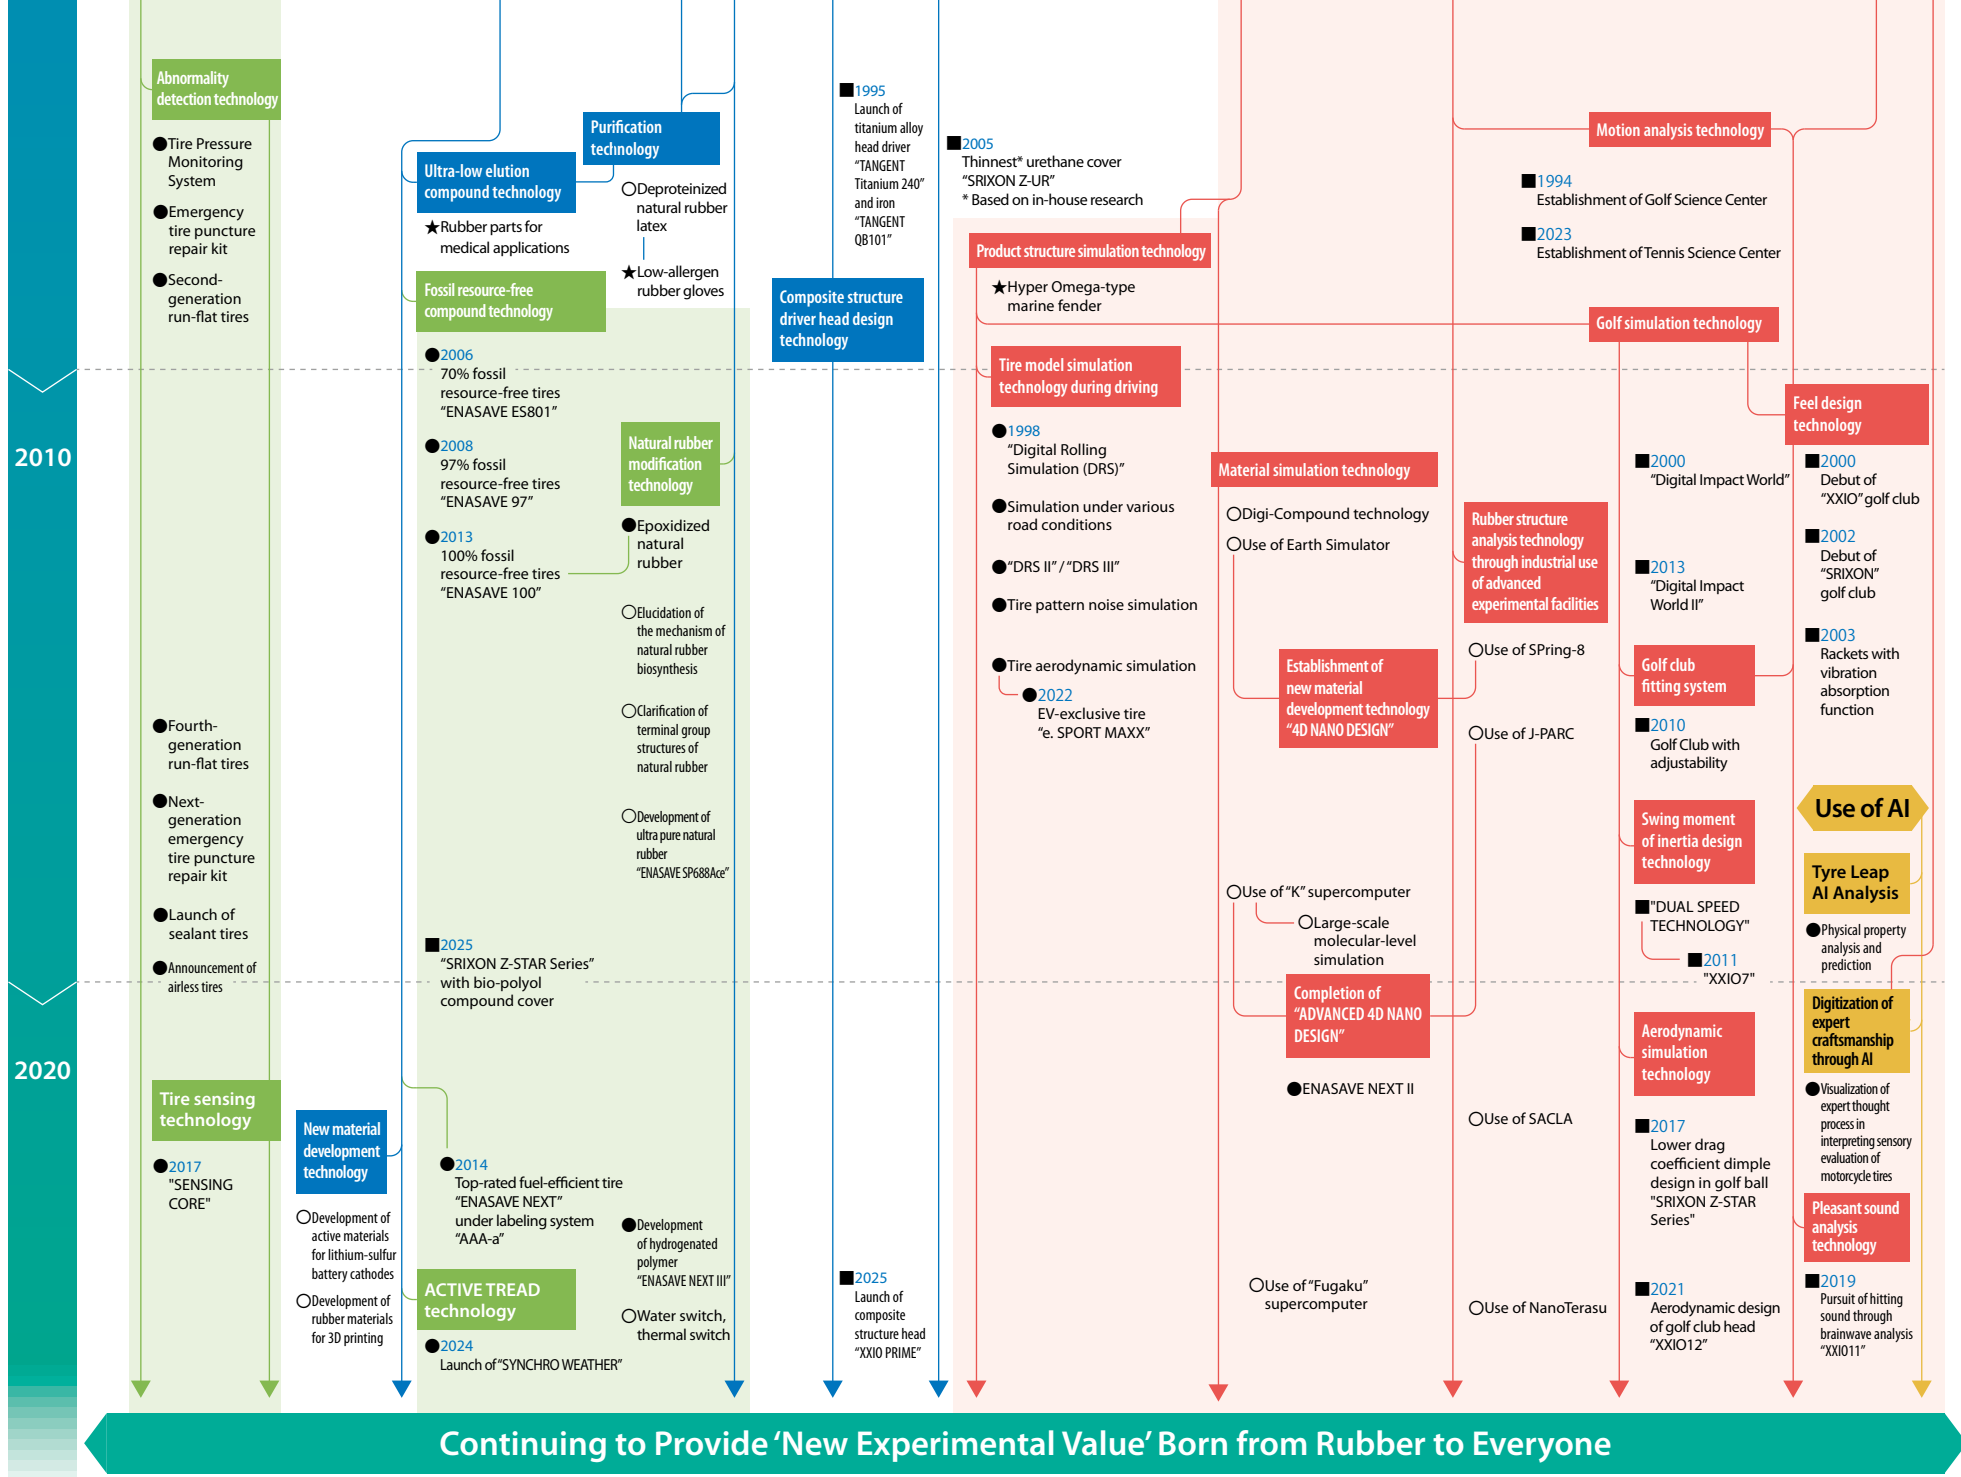 2010
2020
Abnormality
detection technology
●Tire Pressure
Monitoring
System
●Emergency
tire puncture
repair kit
●Second-
generation
run-flat tires
●Fourth-
generation
run-flat tires
●Next-
generation
emergency
tire puncture
repair kit
●Launch of
sealant tires
●Announcement of
airless tires
Tire sensing
technology
●2017
"SENSING
CORE"
Ultra-low elution
compound technology
★Rubber parts for
medical applications
Purification
technology
○Deproteinized
natural rubber
latex
★Low-allergen
rubber gloves
Fossil resource-free
compound technology
●2006
70% fossil
resource-free tires
“ENASAVE ES801”
●2008
97% fossil
resource-free tires
“ENASAVE 97”
●2013
100% fossil
resource-free tires
“ENASAVE 100”
Natural rubber
modification
technology
●Epoxidized
natural
rubber
○Elucidation of
the mechanism of
natural rubber
biosynthesis
○Clarification of
terminal group
structures of
natural rubber
○Development of
ultra pure natural
rubber
“ENASAVE SP688Ace”
■2025
“SRIXON Z-STAR Series”
with bio-polyol
compound cover
New material
development
technology
○Development of
active materials
for lithium-sulfur
battery cathodes
○Development of
rubber materials
for 3D printing
●2014
Top-rated fuel-efficient tire
“ENASAVE NEXT”
under labeling system
“AAA-a”
●Development
of hydrogenated
polymer
“ENASAVE NEXT III”
○Water switch,
thermal switch
ACTIVE TREAD
technology
●2024
Launch of “SYNCHRO WEATHER”
■1995
Launch of
titanium alloy
head driver
“TANGENT
Titanium 240”
and iron
“TANGENT
QB101”
Composite structure
driver head design
technology
■2025
Launch of
composite
structure head
“XXIO PRIME”
■2005
Thinnest* urethane cover
“SRIXON Z-UR”
* Based on in-house research
Product structure simulation technology
★Hyper Omega-type
marine fender
Tire model simulation
technology during driving
●1998
“Digital Rolling
Simulation (DRS)”
●Simulation under various
road conditions
●“DRS II” / “DRS III”
●Tire pattern noise simulation
●Tire aerodynamic simulation
●2022
EV-exclusive tire
“e. SPORT MAXX”
Material simulation technology
○Digi-Compound technology
○Use of Earth Simulator
Establishment of
new material
development technology
“4D NANO DESIGN”
○Use of “K” supercomputer
○Large-scale
molecular-level
simulation
Completion of
“ADVANCED 4D NANO
DESIGN”
●ENASAVE NEXT II
○Use of “Fugaku”
supercomputer
Rubber structure
analysis technology
through industrial use
of advanced
experimental facilities
○Use of SPring-8
○Use of J-PARC
○Use of SACLA
○Use of NanoTerasu
Motion analysis technology
■1994
Establishment of Golf Science Center
■2023
Establishment of Tennis Science Center
Golf simulation technology
■2000
“Digital Impact World”
■2013
“Digital Impact
World II”
Golf club
fitting system
■2010
Golf Club with
adjustability
Swing moment
of inertia design
technology
■"DUAL SPEED
TECHNOLOGY"
■2011
"XXIO7"
Aerodynamic
simulation
technology
■2017
Lower drag
coefficient dimple
design in golf ball
"SRIXON Z-STAR
Series"
■2021
Aerodynamic design
of golf club head
“XXIO12”
Feel design
technology
■2000
Debut of
“XXIO” golf club
■2002
Debut of
“SRIXON”
golf club
■2003
Rackets with
vibration
absorption
function
Use of AI
Tyre Leap
AI Analysis
●Physical property
analysis and
prediction
Digitization of
expert
craftsmanship
through AI
●Visualization of
expert thought
process in
interpreting sensory
evaluation of
motorcycle tires
Pleasant sound
analysis
technology
■2019
Pursuit of hitting
sound through
brainwave analysis
“XXIO11”
Continuing to Provide ‘New Experimental Value’ Born from Rubber to Everyone